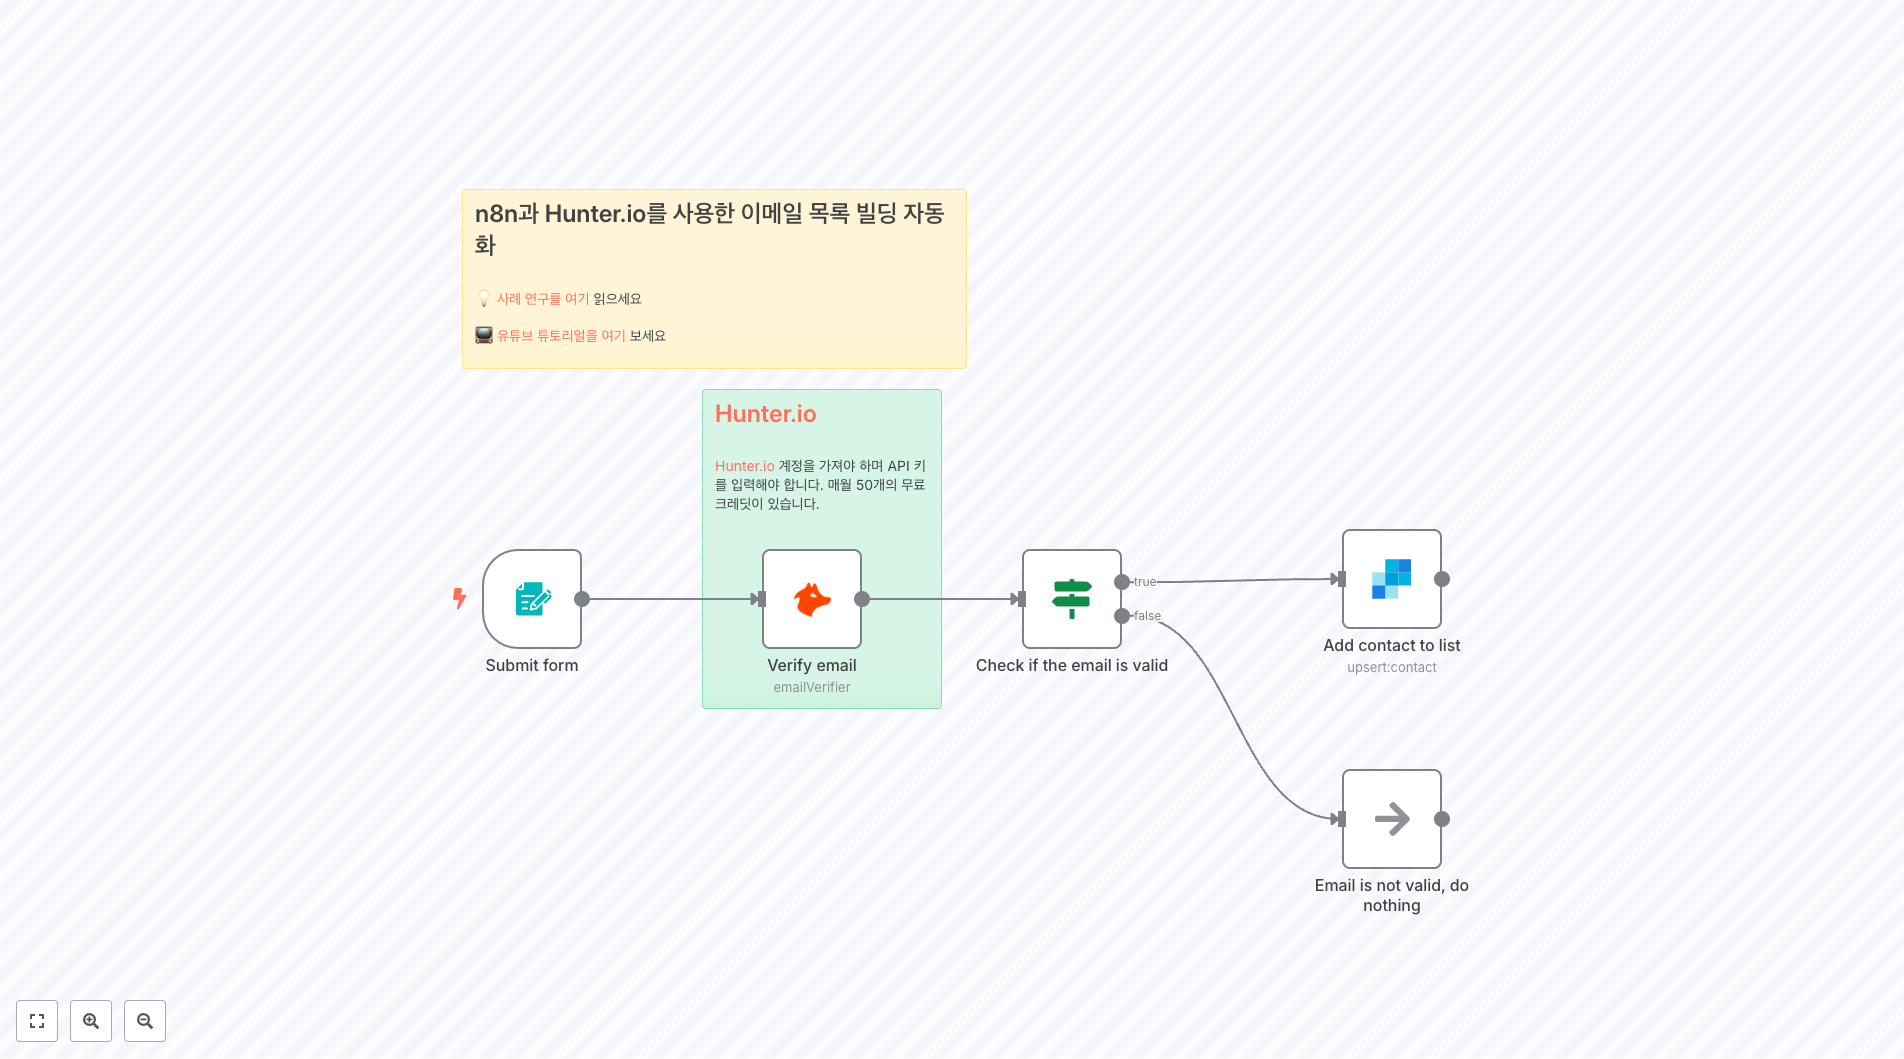 n8n과 Hunter.io를 사용한 이메일 목록 빌딩 자동
화
💡 사례 연구를 여기 읽으세요
📺 유튜브 튜토리얼을 여기 보세요
Hunter.io
Hunter.io 계정을 가져야 하며 API 키
를 입력해야 합니다. 매월 50개의 무료
크레딧이 있습니다.
Submit form
Verify email
emailVerifier
Check if the email is valid
true
false
Add contact to list
upsert:contact
Email is not valid, do
nothing